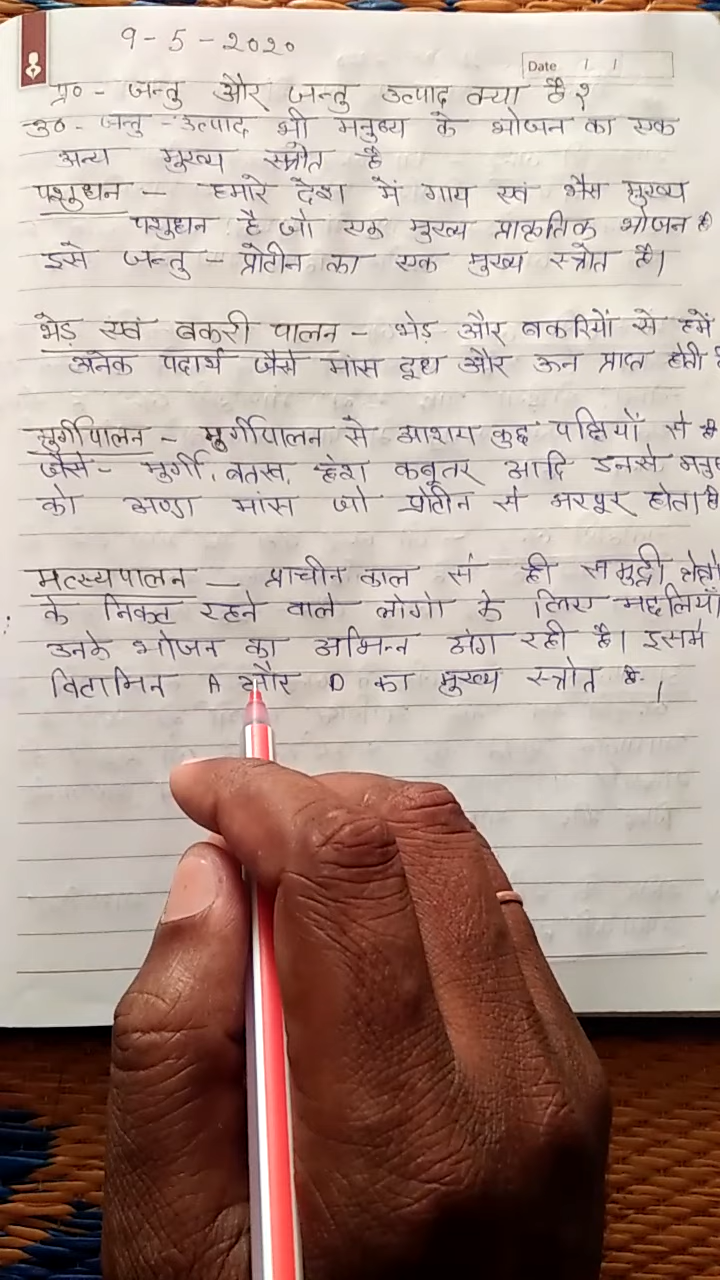 9-5-2020
Date / /
प्र० - जन्तु और जन्तु उत्पाद क्या है?
उ०- जन्तु - उत्पाद भी मनुष्य के भोजन का एक
अन्य मुख्य स्त्रोत है
पशुधन - हमारे देश में गाय एवं भैस मुख्य
पशुधन है जो एक मुख्य प्राकृतिक भोजन है
इसे जन्तु - प्रोटीन का एक मुख्य स्त्रोत है।
भेड़ एवं बकरी पालन - भेड़ और बकरियों से हमें
अनेक पदार्थ जैसे मांस दूध और ऊन प्राप्त होती है
मुर्गीपालन - मुर्गीपालन से आशय कुछ पक्षियों से है
जैसे - मुर्गी, बतख, हंश कबूतर आदि इनसे
को अण्डा मांस जो प्रोटीन से भरपूर होता है
मत्स्यपालन - प्राचीन काल से ही समुद्री क्षेत्रो
के निकट रहने वाले लोगो के लिए मछलियाँ
उनके भोजन का अभिन्न अंग रही है। इसमे
विटामिन A और D का मुख्य स्त्रोत है।